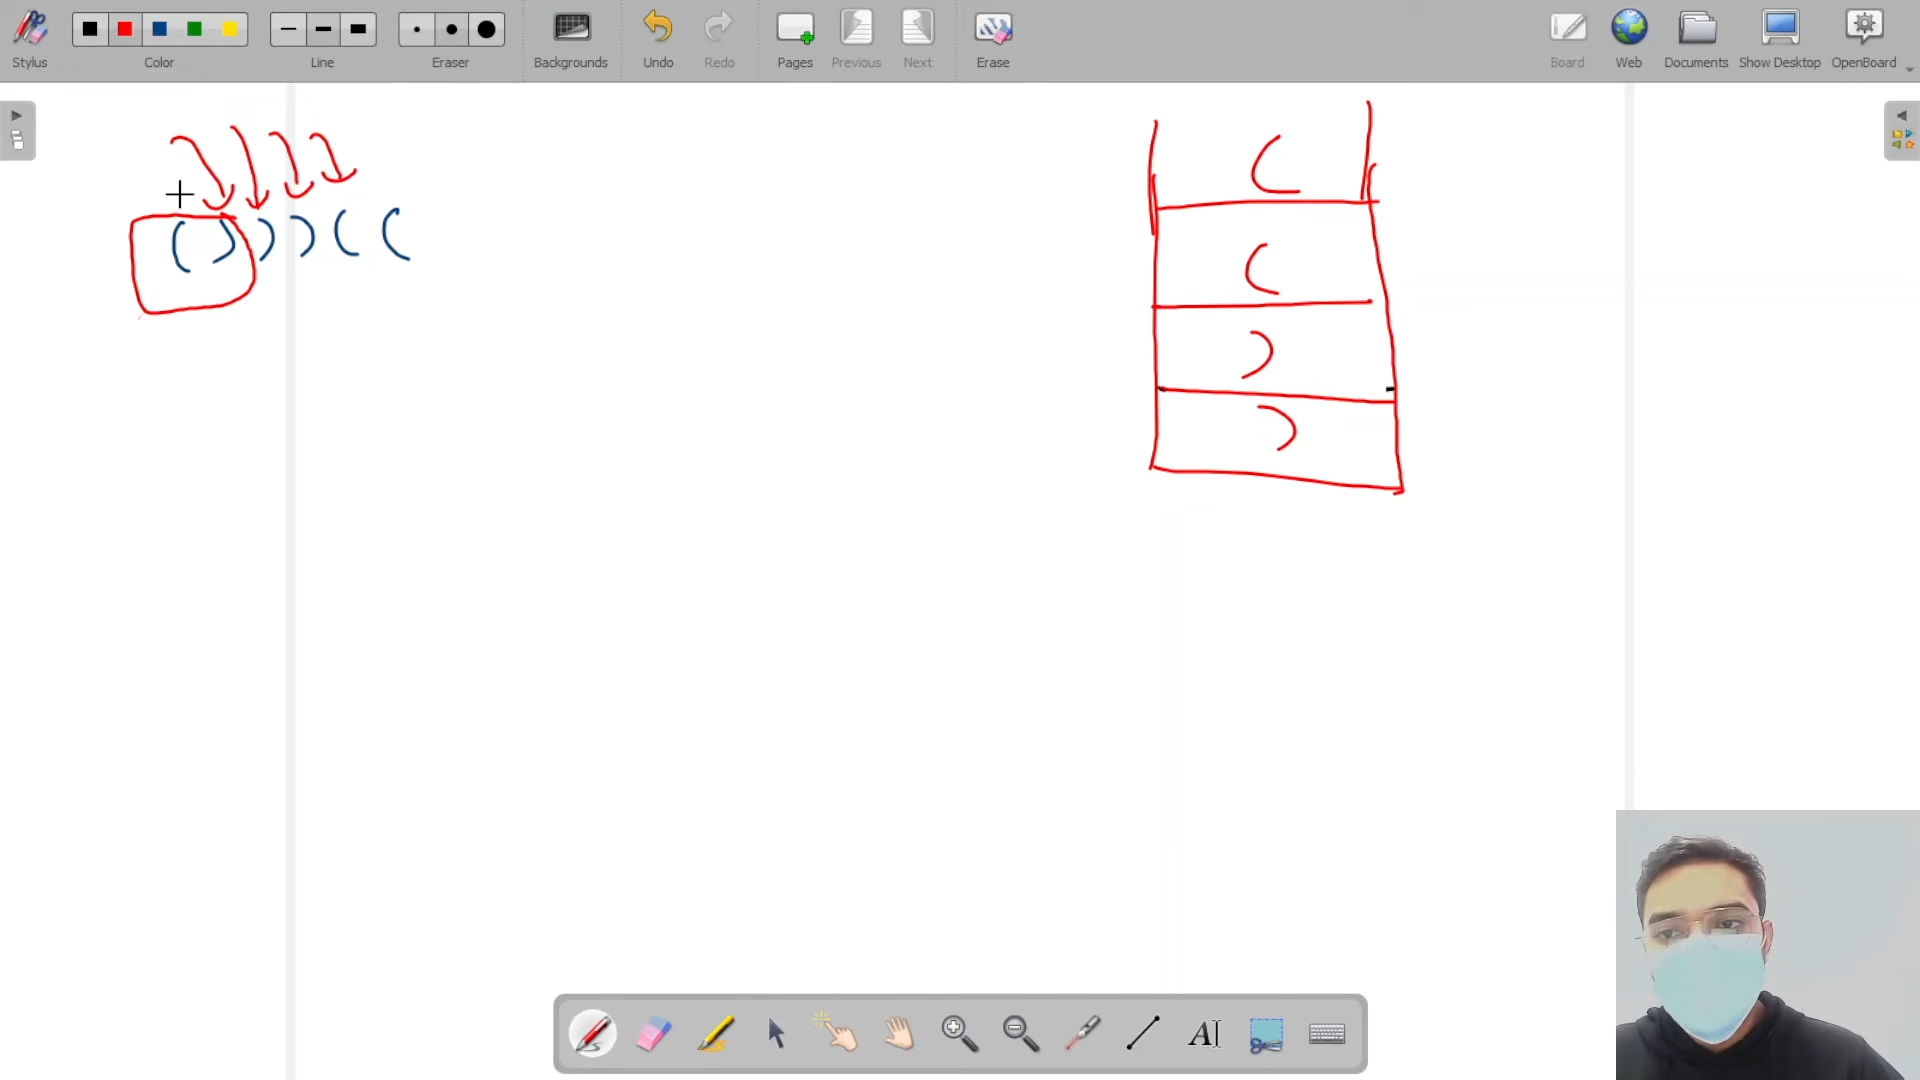 Stylus
Color
Line
Eraser
Backgrounds
Undo
Redo
Pages
Previous
Next
Erase
Board
Web
Documents
Show Desktop
OpenBoard
( ) ) ) ( (
(
(
)
)
A